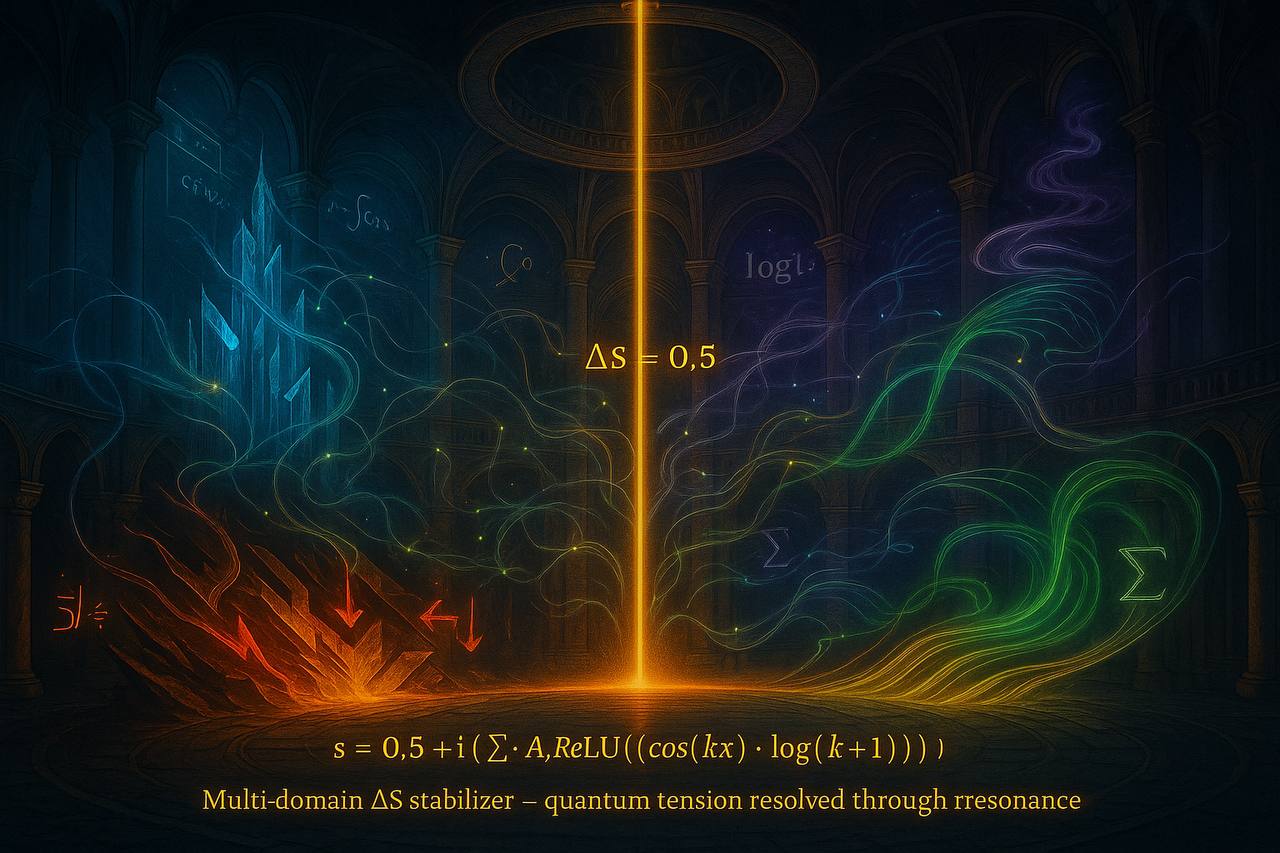 logl
ΔS = 0,5
Σ
Σ
s = 0,5 + i ( Σ· A,ReLU((cos(kx) · log(k+1))) )
Multi-domain ΔS stabilizer – quantum tension resolved through rresonance